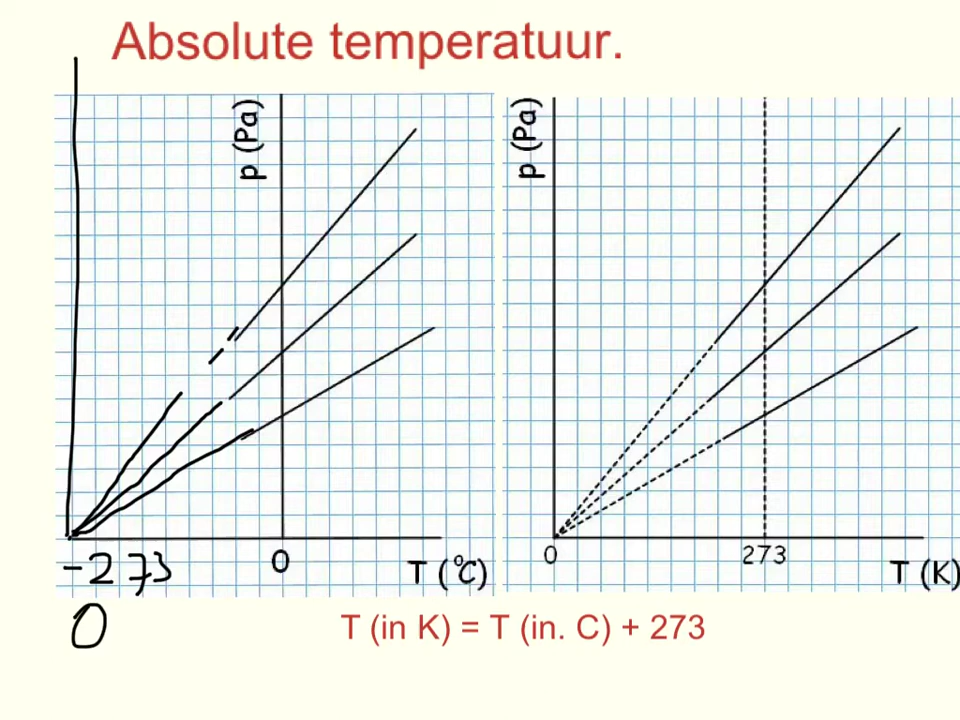 Absolute temperatuur.
p (Pa)
p (Pa)
-273
0
T (°C)
0
273
T (K)
0
T (in K) = T (in. C) + 273